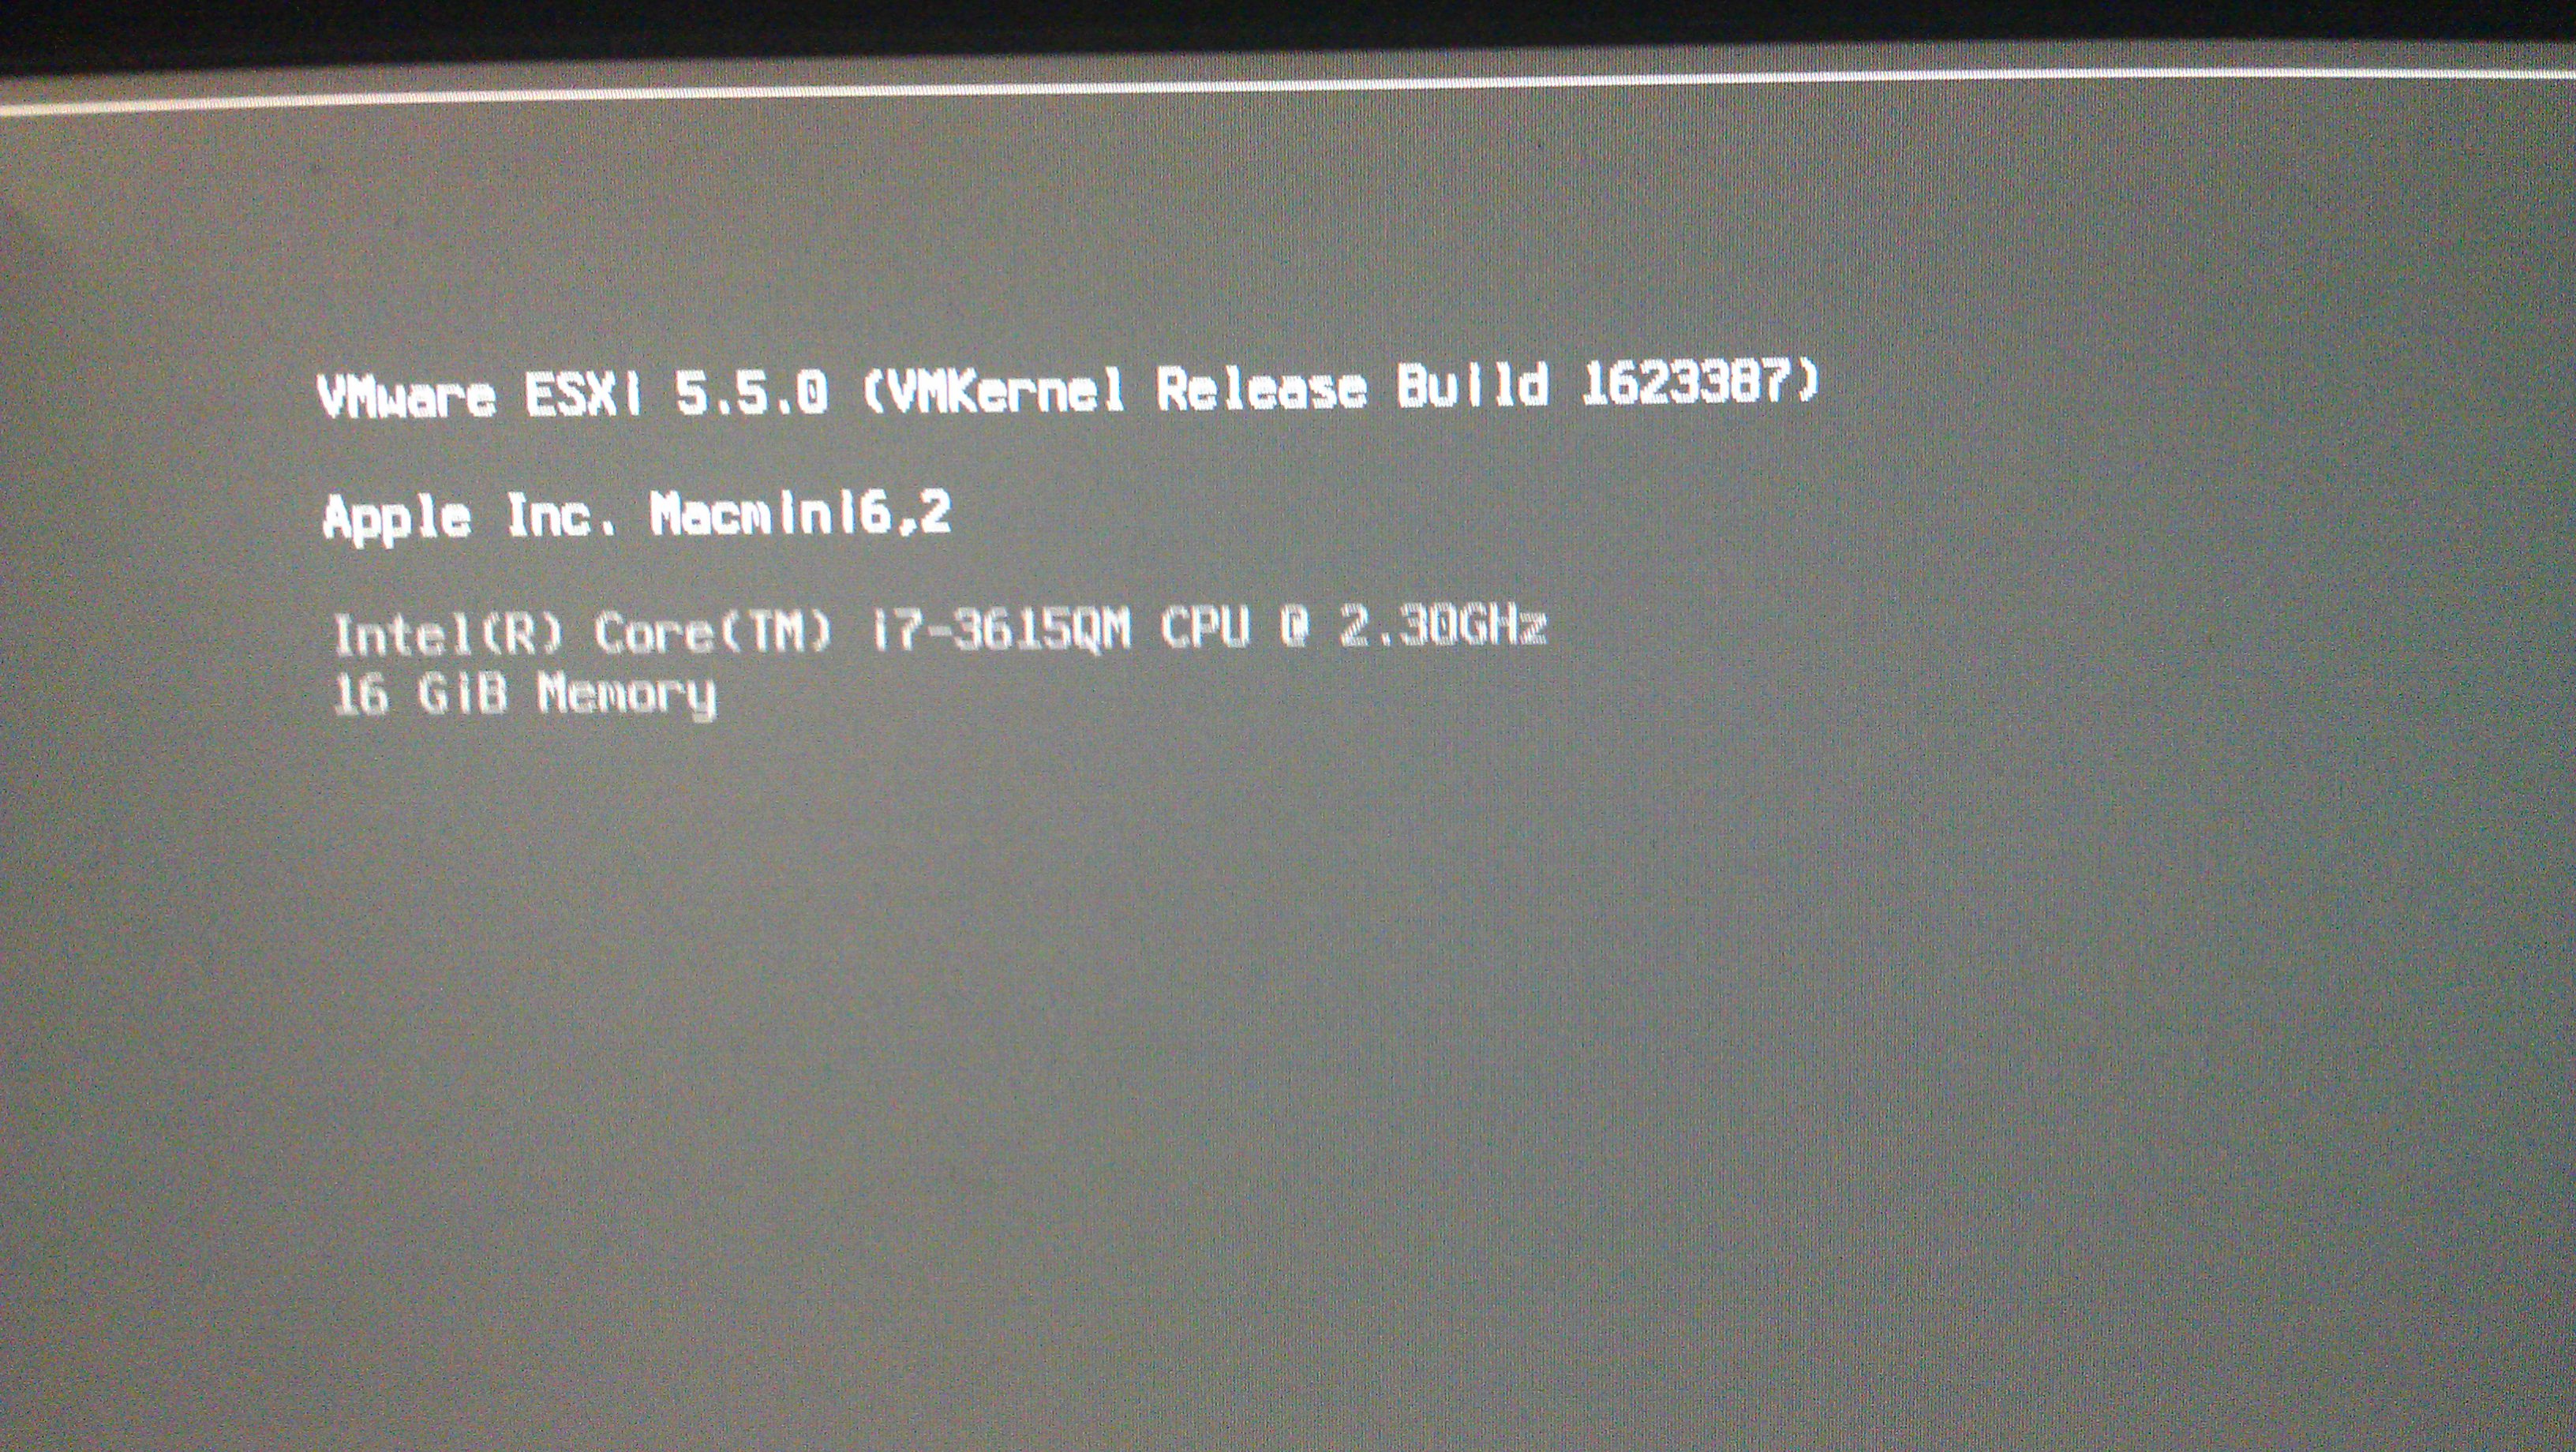 VMware ESXi 5.5.0 (VMKernel Release Build 1623387)
Apple Inc. Macmini6,2
Intel(R) Core(TM) i7-3615QM CPU @ 2.30GHz
16 GiB Memory